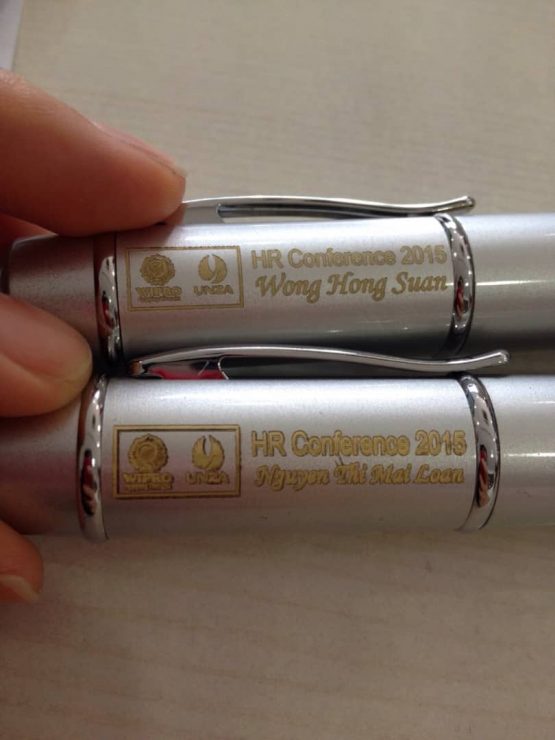 WIPRO UNZA
HR Conference 2015
Wong Hong Suan
WIPRO UNZA
HR Conference 2015
Nguyen Thi Mai Loan